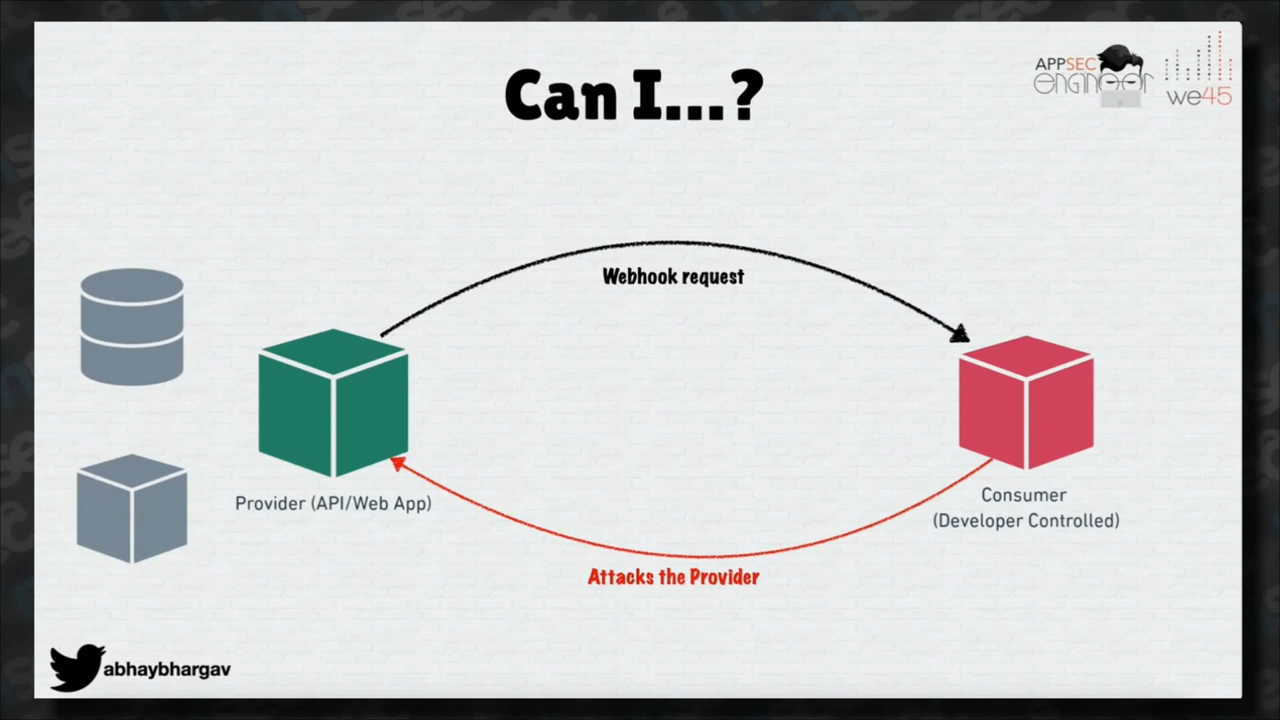 Can I...?
APPSEC
engineer
we45
Webhook request
Provider (API/Web App)
Consumer
(Developer Controlled)
Attacks the Provider
abhaybhargav